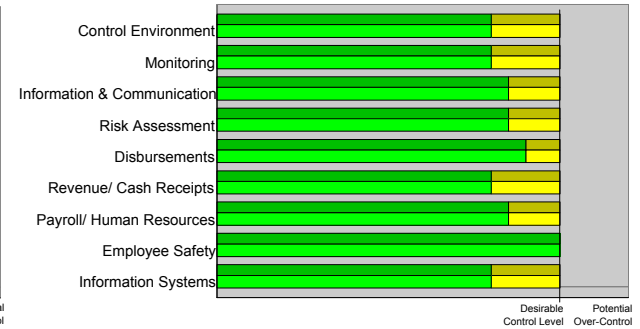 Control Environment
Monitoring
Information & Communication
Risk Assessment
Disbursements
Revenue/ Cash Receipts
Payroll/ Human Resources
Employee Safety
Information Systems
Desirable Potential
Control Level Over-Control